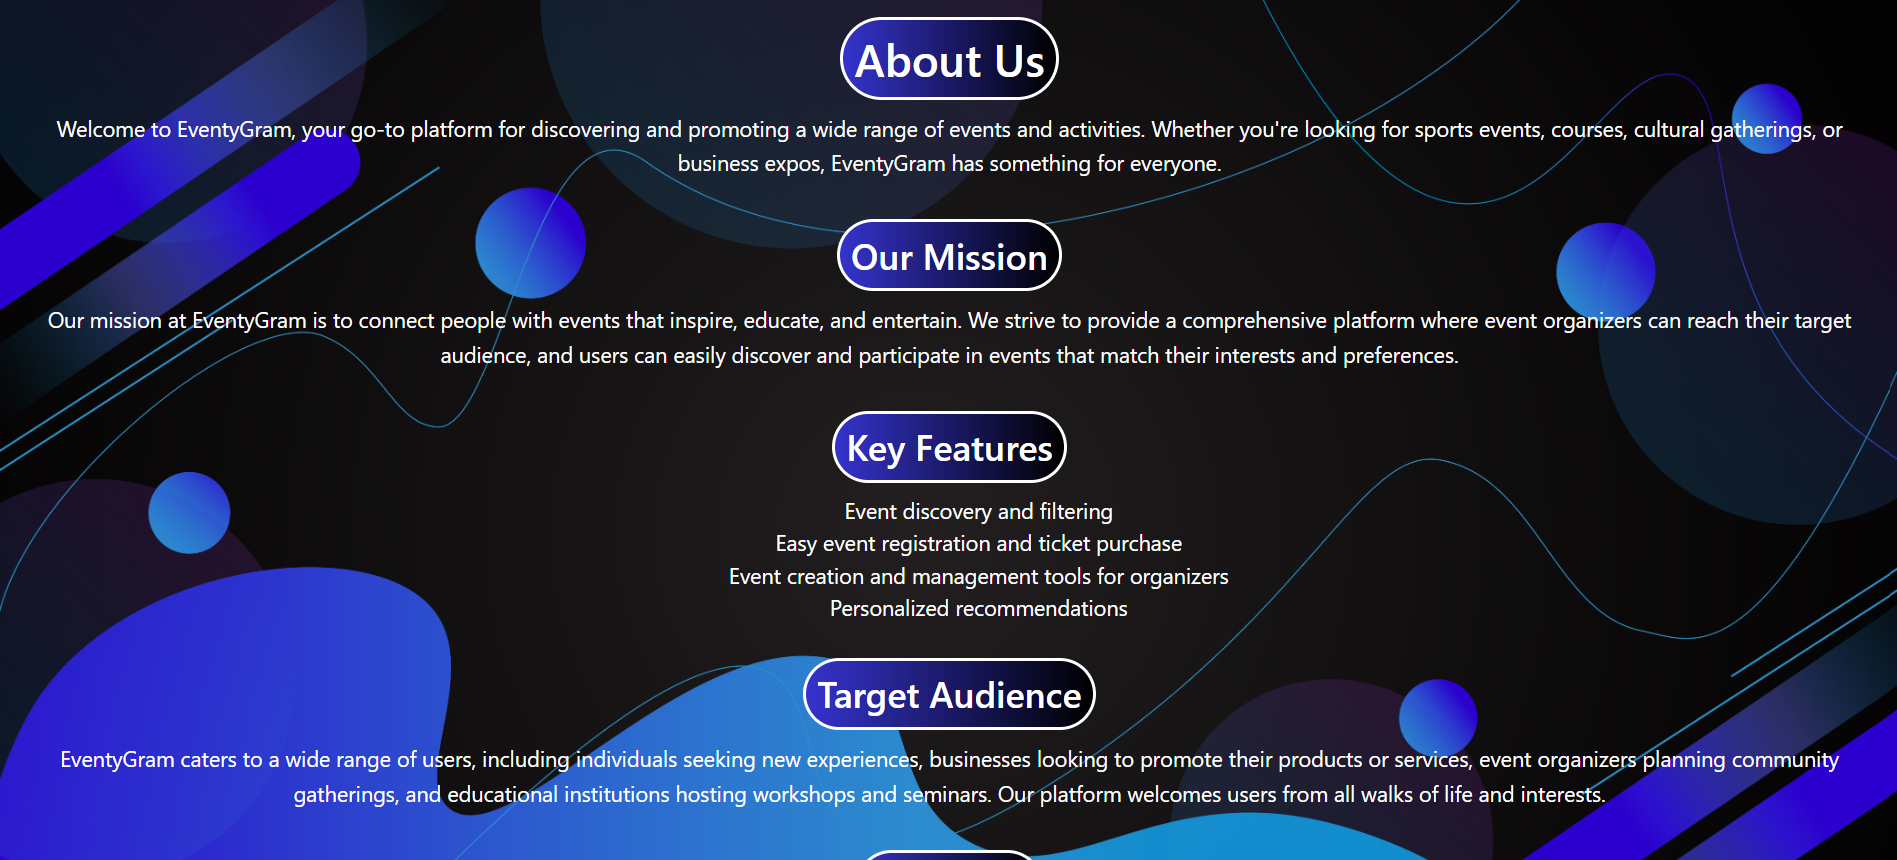 About Us
Welcome to EventyGram, your go-to platform for discovering and promoting a wide range of events and activities. Whether you're looking for sports events, courses, cultural gatherings, or
business expos, EventyGram has something for everyone.
Our Mission
Our mission at EventyGram is to connect people with events that inspire, educate, and entertain. We strive to provide a comprehensive platform where event organizers can reach their target
audience, and users can easily discover and participate in events that match their interests and preferences.
Key Features
Event discovery and filtering
Easy event registration and ticket purchase
Event creation and management tools for organizers
Personalized recommendations
Target Audience
EventyGram caters to a wide range of users, including individuals seeking new experiences, businesses looking to promote their products or services, event organizers planning community
gatherings, and educational institutions hosting workshops and seminars. Our platform welcomes users from all walks of life and interests.